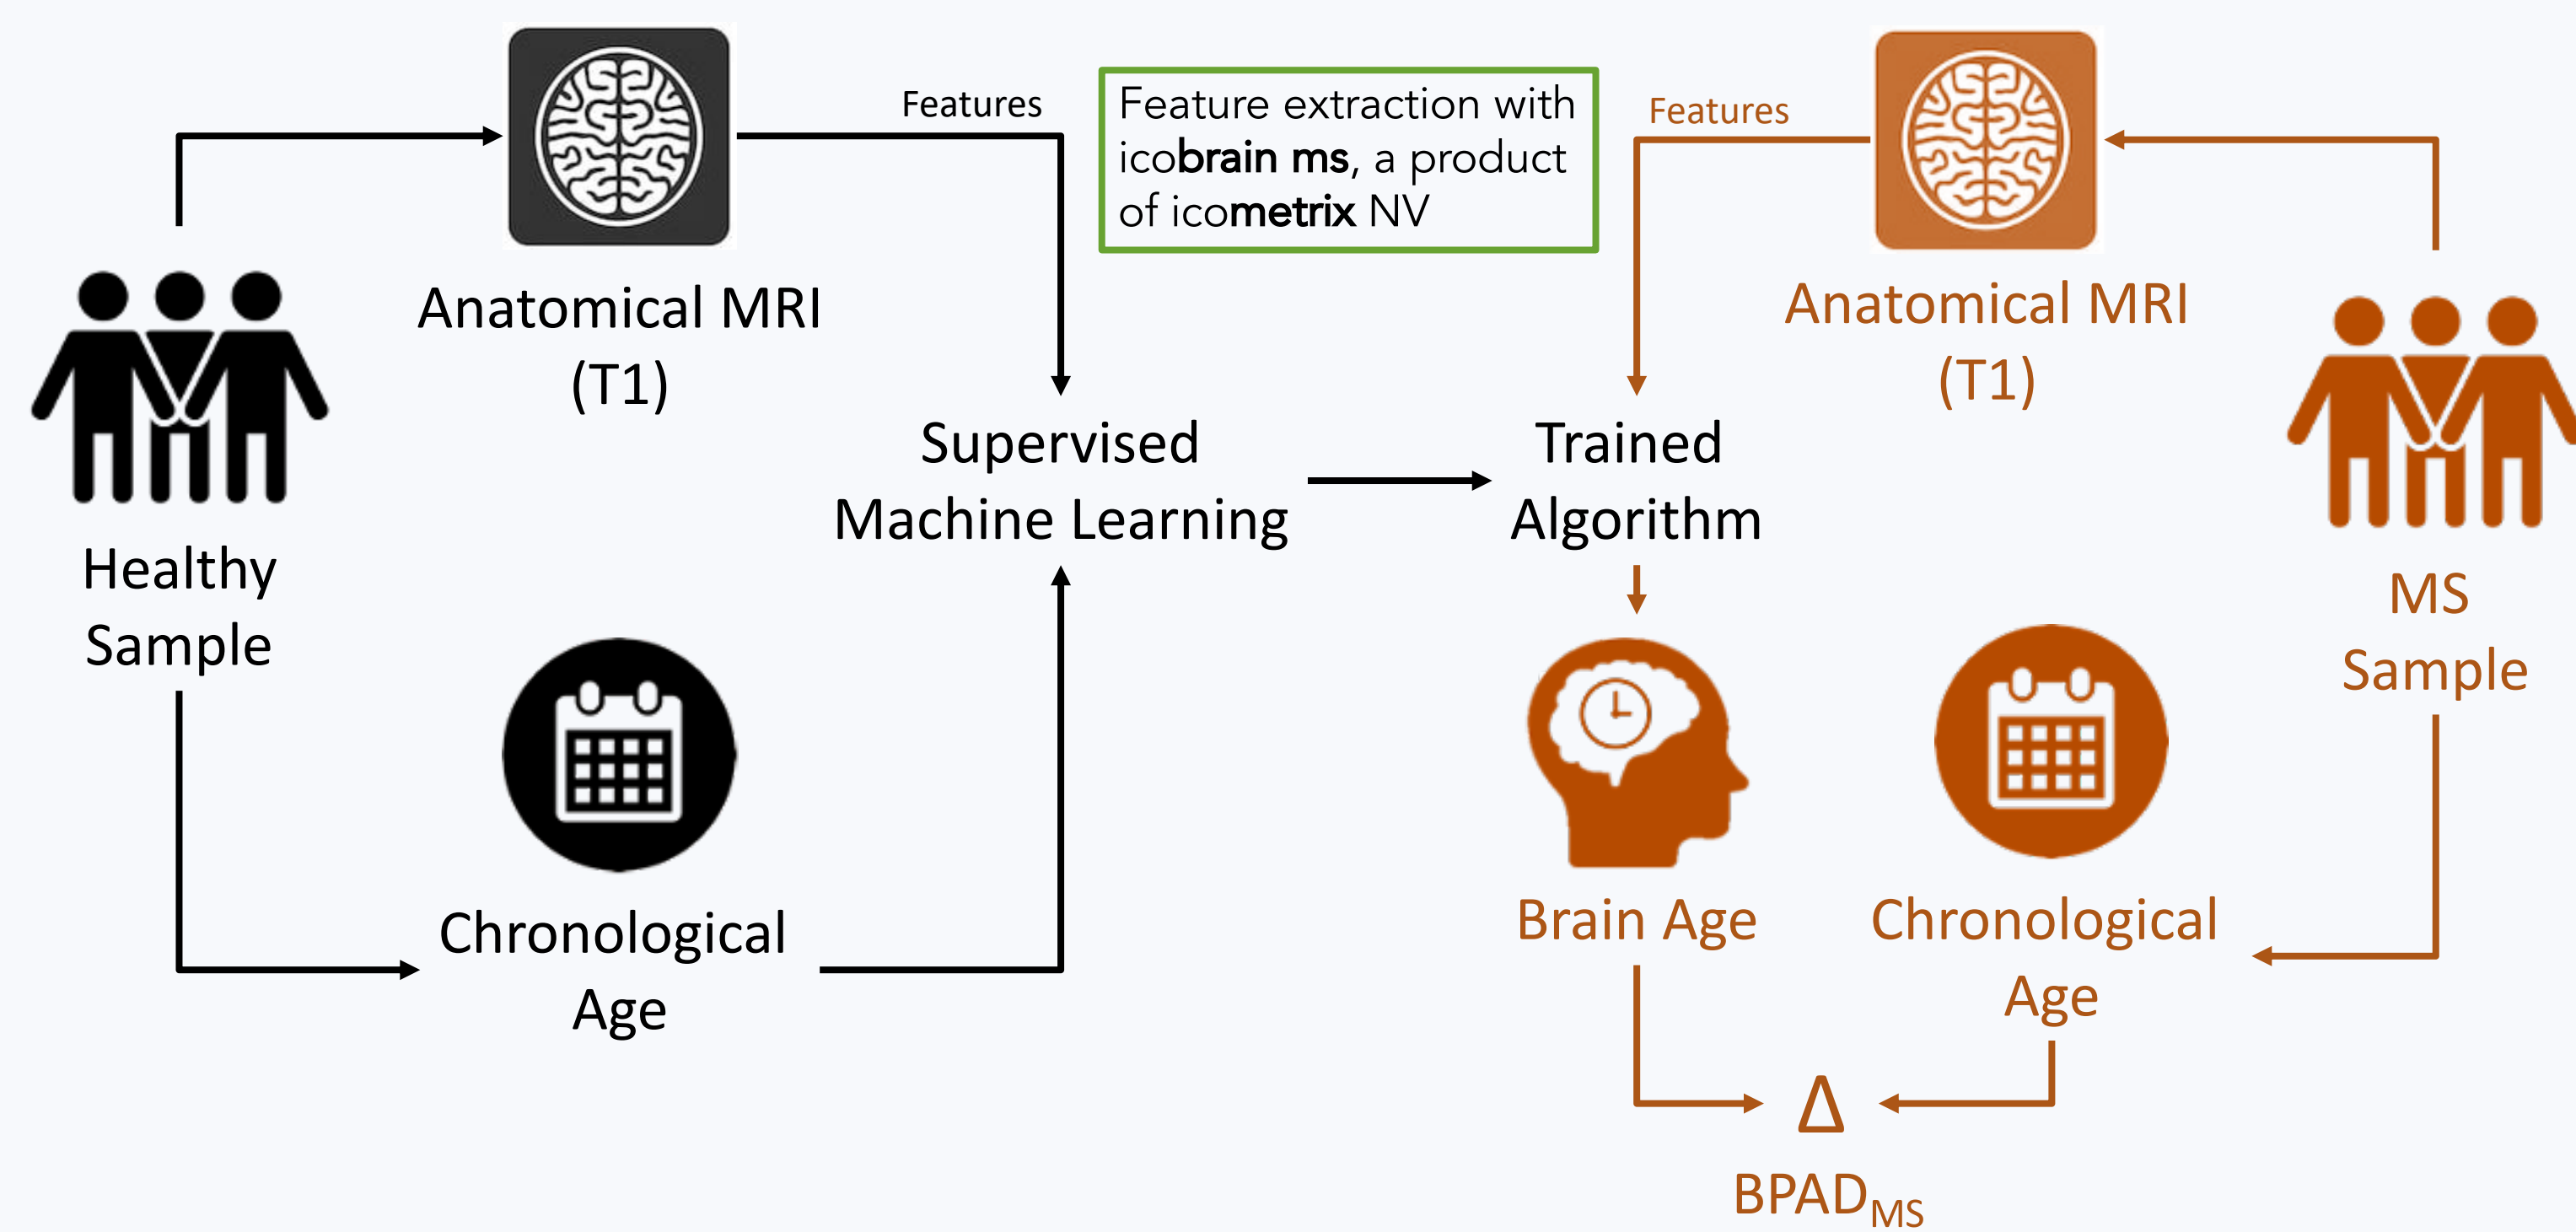 Features
Feature extraction with
icobrain ms, a product
of icometrix NV
Features
Anatomical MRI
(T1)
Anatomical MRI
(T1)
Supervised
Machine Learning
Trained
Algorithm
Healthy
Sample
MS
Sample
Chronological
Age
Brain Age
Chronological
Age
Δ
BPAD_MS